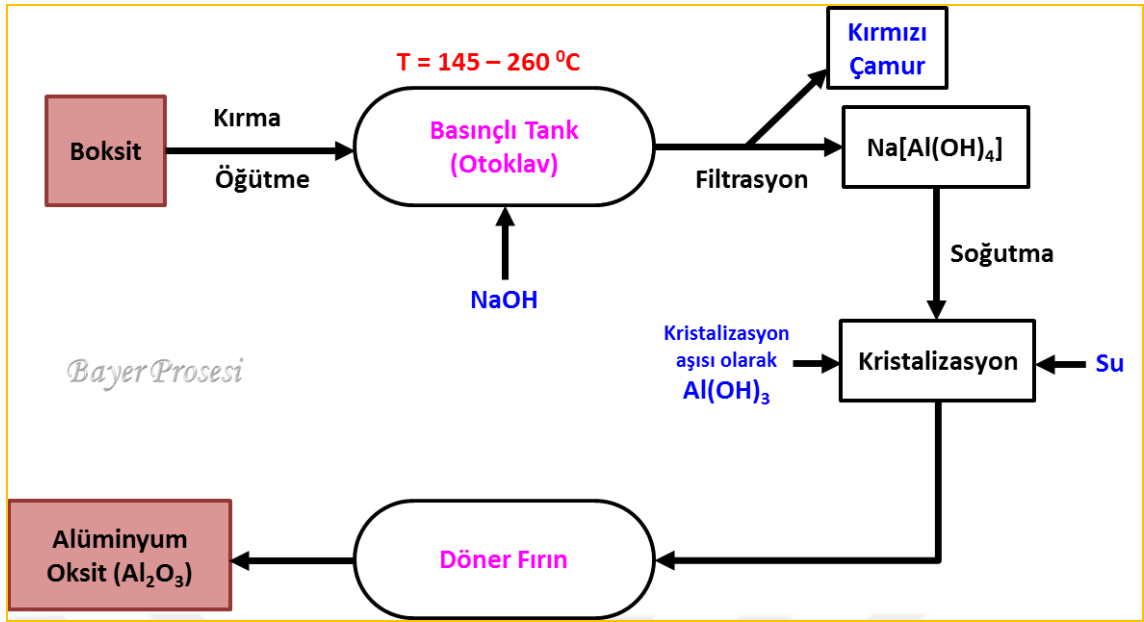 Boksit
Kırma
Öğütme
T = 145 – 260 ⁰C
Basınçlı Tank
(Otoklav)
NaOH
Filtrasyon
Kırmızı
Çamur
Na[Al(OH)₄]
Soğutma
Kristalizasyon
aşısı olarak
Al(OH)₃
Kristalizasyon
Su
Bayer Prosesi
Döner Fırın
Alüminyum
Oksit (Al₂O₃)